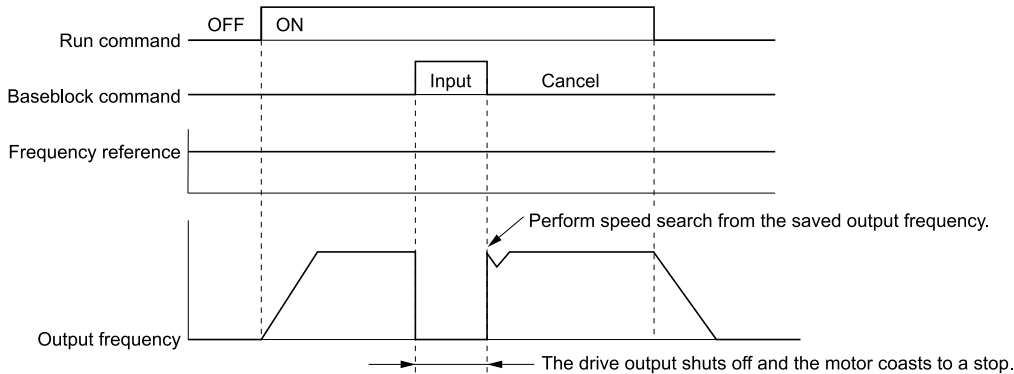 OFF
ON
Run command
Input
Cancel
Baseblock command
Frequency reference
Perform speed search from the saved output frequency.
Output frequency
The drive output shuts off and the motor coasts to a stop.